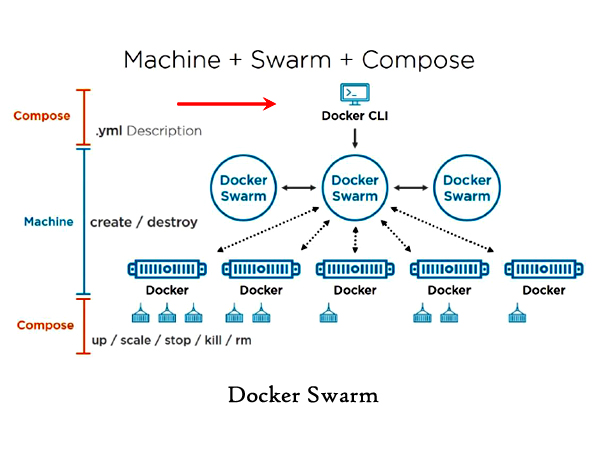 Machine + Swarm + Compose
Compose
.yml Description
Docker CLI
Docker Swarm
Docker Swarm
Docker Swarm
Machine
create / destroy
Docker
Docker
Docker
Docker
Docker
Compose
up / scale / stop / kill / rm
Docker Swarm